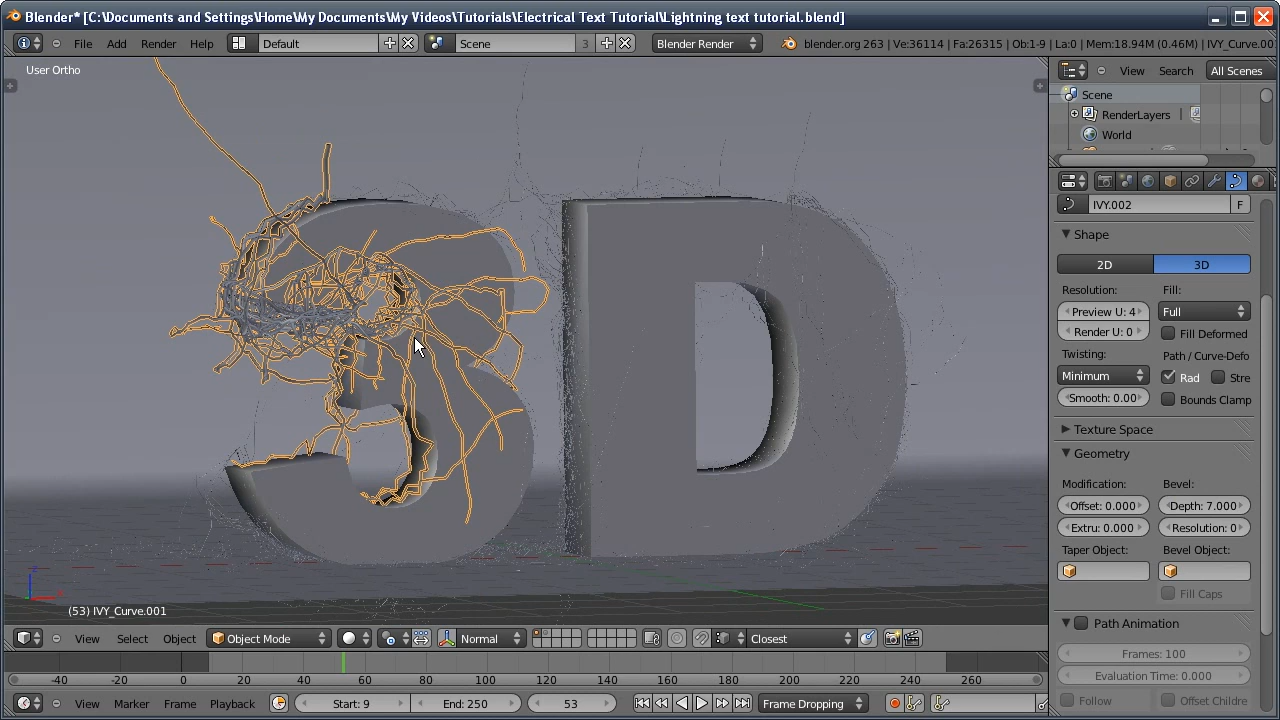 Blender* [C:\Documents and Settings\Home\My Documents\My Videos\Tutorials\Electrical Text Tutorial\Lightning text tutorial.blend]
File Add Render Help Default Scene 3 Blender Render blender.org 263 | Ve:36114 | Fa:26315 | Ob:1-9 | La:0 | Mem:18.94M (0.46M) | IVY_Curve.00
User Ortho
View Search All Scenes
Scene
RenderLayers
World
IVY.002 F
Shape
2D 3D
Resolution: Fill:
Preview U: 4 Full
Render U: 0 Fill Deformed
Twisting: Path / Curve-Defo
Minimum Rad Stre
Smooth: 0.00 Bounds Clamp
Texture Space
Geometry
Modification: Bevel:
Offset: 0.000 Depth: 7.000
Extru: 0.000 Resolution: 0
Taper Object: Bevel Object:
Fill Caps
Path Animation
Frames: 100
Evaluation Time: 0.000
Follow Offset Childre
3D
(53) IVY_Curve.001
View Select Object Object Mode Normal Closest
-40 -20 0 20 40 60 80 100 120 140 160 180 200 220 240 260
View Marker Frame Playback Start: 9 End: 250 53 Frame Dropping